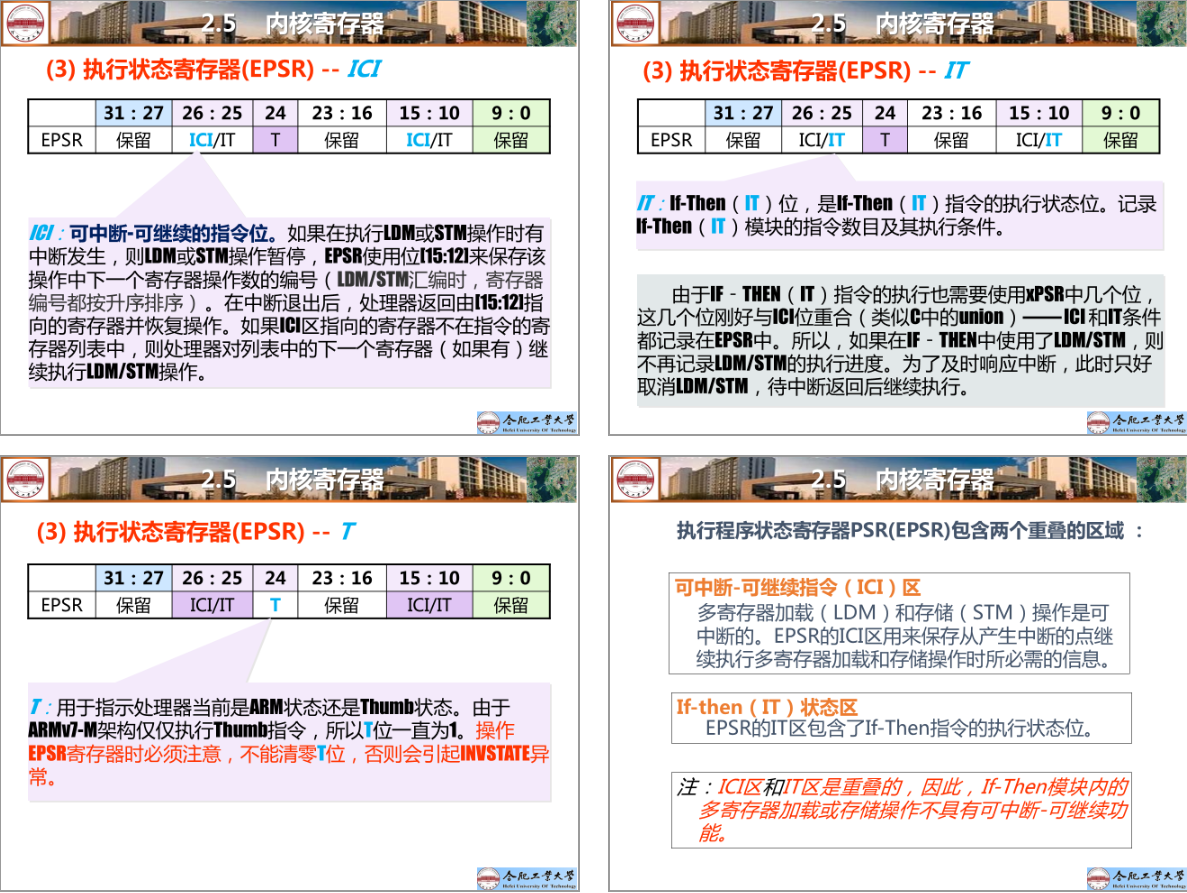 2.5 内核寄存器
(3) 执行状态寄存器(EPSR) -- ICI
31：27 26：25 24 23：16 15：10 9：0
EPSR 保留 ICI/IT T 保留 ICI/IT 保留
ICI：可中断-可继续的指令位。如果在执行LDM或STM操作时有
中断发生，则LDM或STM操作暂停，EPSR使用位[15:12]来保存该
操作中下一个寄存器操作数的编号（LDM/STM汇编时，寄存器
编号都按升序排序）。在中断退出后，处理器返回由[15:12]指
向的寄存器并恢复操作。如果ICI区指向的寄存器不在指令的寄
存器列表中，则处理器对列表中的下一个寄存器（如果有）继
续执行LDM/STM操作。
合肥工业大学
Hefei University Of Technology
2.5 内核寄存器
(3) 执行状态寄存器(EPSR) -- IT
31：27 26：25 24 23：16 15：10 9：0
EPSR 保留 ICI/IT T 保留 ICI/IT 保留
IT：If-Then（IT）位，是If-Then（IT）指令的执行状态位。记录
If-Then（IT）模块的指令数目及其执行条件。
由于IF－THEN（IT）指令的执行也需要使用xPSR中几个位，
这几个位刚好与ICI位重合（类似C中的union）—— ICI 和IT条件
都记录在EPSR中。所以，如果在IF－THEN中使用了LDM/STM，则
不再记录LDM/STM的执行进度。为了及时响应中断，此时只好
取消LDM/STM，待中断返回后继续执行。
合肥工业大学
Hefei University Of Technology
2.5 内核寄存器
(3) 执行状态寄存器(EPSR) -- T
31：27 26：25 24 23：16 15：10 9：0
EPSR 保留 ICI/IT T 保留 ICI/IT 保留
T：用于指示处理器当前是ARM状态还是Thumb状态。由于
ARMv7-M架构仅仅执行Thumb指令，所以T位一直为1。操作
EPSR寄存器时必须注意，不能清零T位，否则会引起INVSTATE异
常。
合肥工业大学
Hefei University Of Technology
2.5 内核寄存器
执行程序状态寄存器PSR(EPSR)包含两个重叠的区域 ：
可中断-可继续指令（ICI）区
多寄存器加载（LDM）和存储（STM）操作是可
中断的。EPSR的ICI区用来保存从产生中断的点继
续执行多寄存器加载和存储操作时所必需的信息。
If-then（IT）状态区
EPSR的IT区包含了If-Then指令的执行状态位。
注：ICI区和IT区是重叠的，因此，If-Then模块内的
多寄存器加载或存储操作不具有可中断-可继续功
能。
合肥工业大学
Hefei University Of Technology